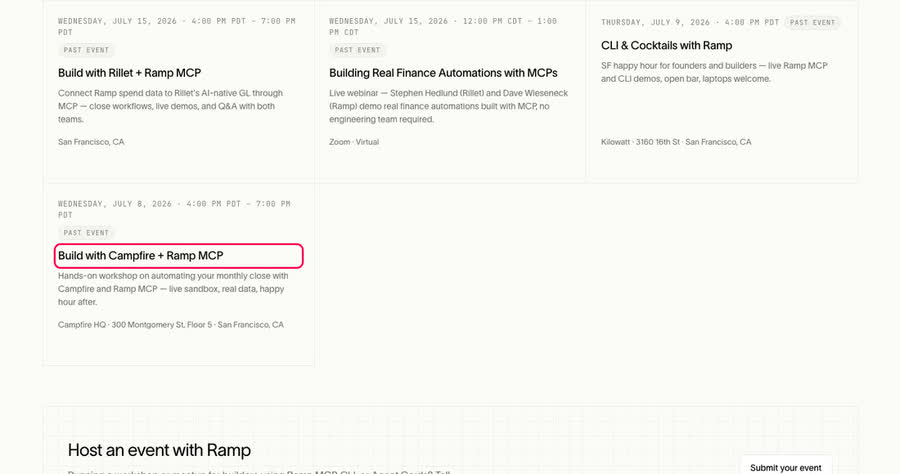 WEDNESDAY, JULY 15, 2026 · 4:00 PM PDT – 7:00 PM
PDT
PAST EVENT
Build with Rillet + Ramp MCP
Connect Ramp spend data to Rillet's AI-native GL through
MCP — close workflows, live demos, and Q&A with both
teams.
San Francisco, CA
WEDNESDAY, JULY 15, 2026 · 12:00 PM CDT – 1:00
PM CDT
PAST EVENT
Building Real Finance Automations with MCPs
Live webinar — Stephen Hedlund (Rillet) and Dave Wieseneck
(Ramp) demo real finance automations built with MCP, no
engineering team required.
Zoom · Virtual
THURSDAY, JULY 9, 2026 · 4:00 PM PDT
PAST EVENT
CLI & Cocktails with Ramp
SF happy hour for founders and builders — live Ramp MCP
and CLI demos, open bar, laptops welcome.
Kilowatt · 3160 16th St · San Francisco, CA
WEDNESDAY, JULY 8, 2026 · 4:00 PM PDT – 7:00 PM
PDT
PAST EVENT
Build with Campfire + Ramp MCP
Hands-on workshop on automating your monthly close with
Campfire and Ramp MCP — live sandbox, real data, happy
hour after.
Campfire HQ · 300 Montgomery St, Floor 5 · San Francisco, CA
Host an event with Ramp
Submit your event